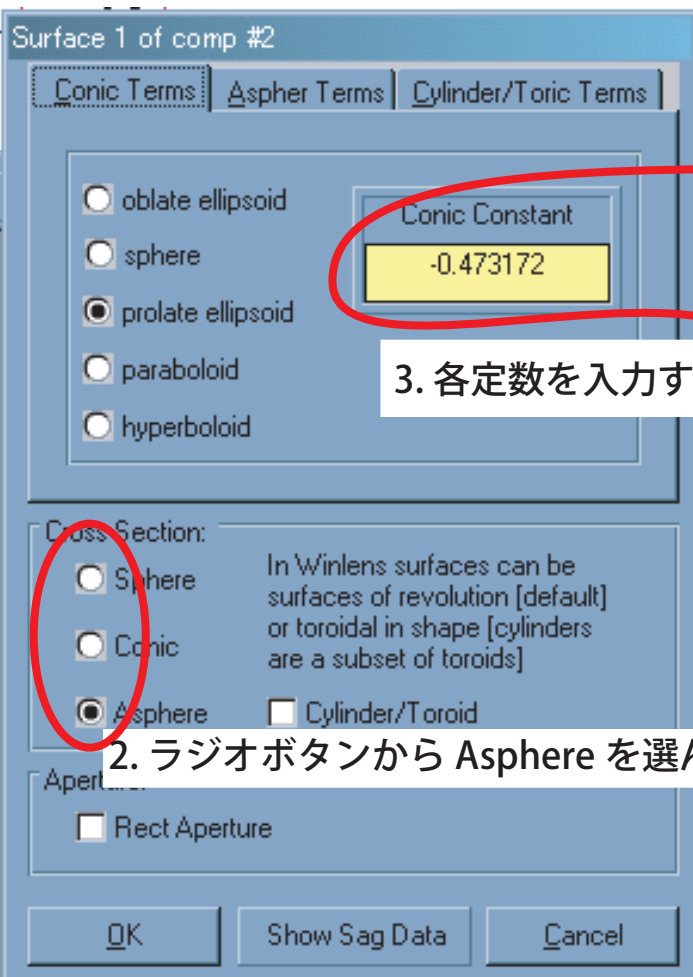 Surface 1 of comp #2
Conic Terms Aspher Terms Cylinder/Toric Terms
oblate ellipsoid
sphere
prolate ellipsoid
paraboloid
hyperboloid
Conic Constant
-0.473172
3. 各定数を入力す
Cross Section:
Sphere
Conic
Asphere
In Winlens surfaces can be
surfaces of revolution [default]
or toroidal in shape [cylinders
are a subset of toroids]
Cylinder/Toroid
2. ラジオボタンから Asphere を選ん
Aperture:
Rect Aperture
OK Show Sag Data Cancel